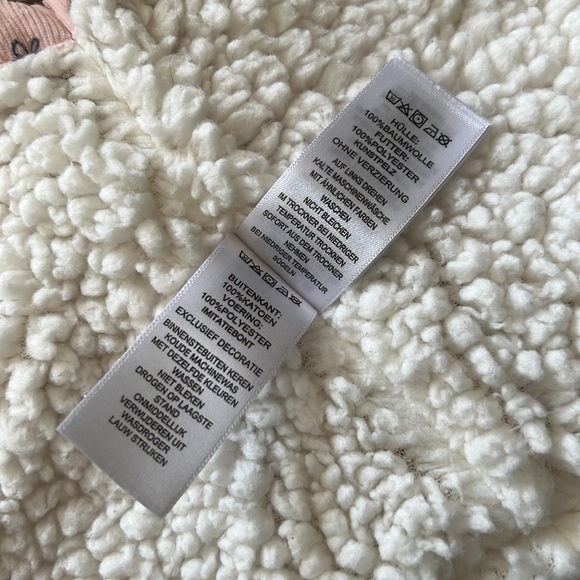 HÜLLE:
100%BAUMWOLLE
FUTTER:
100%POLYESTER
KUNSTPELZ
OHNE VERZIERUNG
AUF LINKS DREHEN
KALTE MASCHINENWÄSCHE
MIT ÄHNLICHEN FARBEN
WASCHEN
NICHT BLEICHEN
IM TROCKNER BEI NIEDRIGER
TEMPERATUR TROCKNEN
SOFORT AUS DEM TROCKNER
NEHMEN
BEI NIEDRIGER TEMPERATUR
BÜGELN
BUITENKANT:
100%KATOEN
VOERING:
100%POLYESTER
IMITATIEBONT
EXCLUSIEF DECORATIE
BINNENSTEBUITEN KEREN
KOUDE MACHINEWAS
MET DEZELFDE KLEUREN
WASSEN
NIET BLEKEN
DROGEN OP LAAGSTE
STAND
ONMIDDELLIJK
VERWIJDEREN UIT
WASDROGER
LAUW STRIJKEN